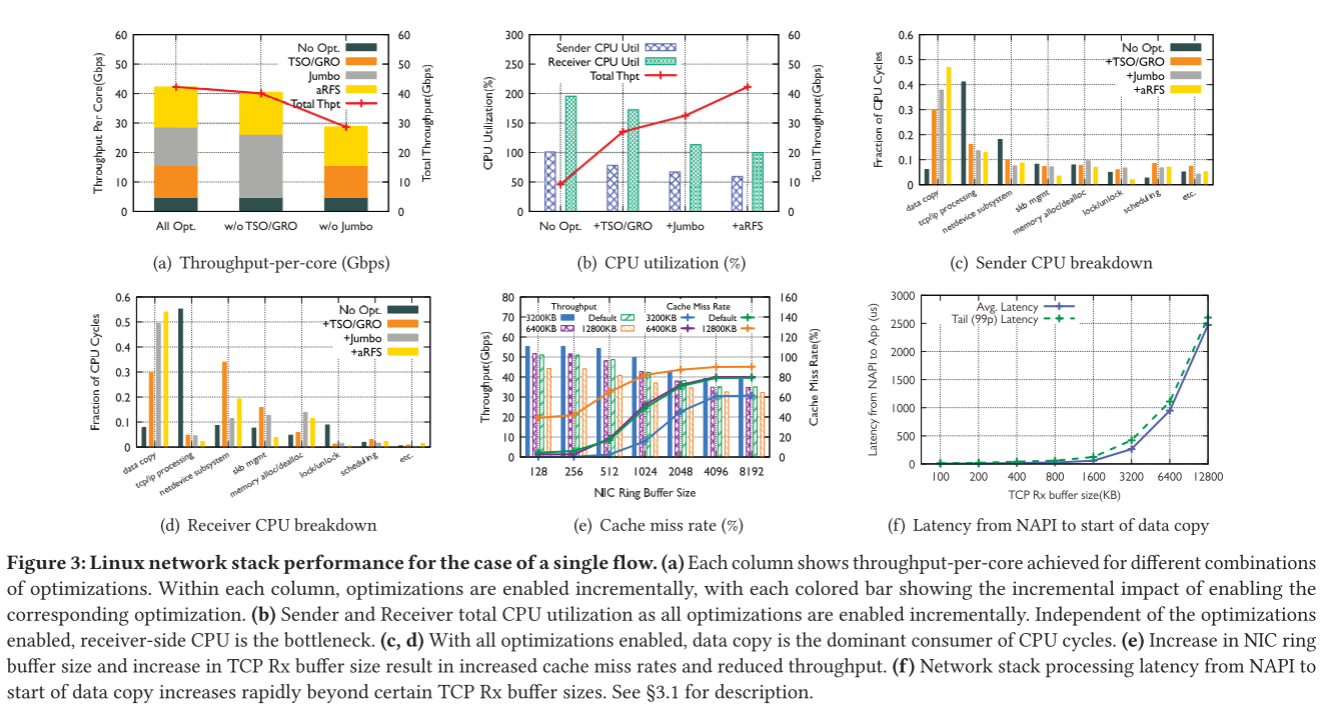 60
50
40
30
20
10
0
Throughput Per Core(Gbps)
No Opt.
TSO/GRO
Jumbo
aRFS
Total Thpt
60
50
40
30
20
10
0
Total Throughput(Gbps)
All Opt. w/o TSO/GRO w/o Jumbo
(a) Throughput-per-core (Gbps)
300
250
200
150
100
50
0
CPU Utilization(%)
Sender CPU Util
Receiver CPU Util
Total Thpt
60
50
40
30
20
10
0
Total Throughput(Gbps)
No Opt. +TSO/GRO +Jumbo +aRFS
(b) CPU utilization (%)
0.6
0.5
0.4
0.3
0.2
0.1
0
Fraction of CPU Cycles
No Opt.
+TSO/GRO
+Jumbo
+aRFS
data copy
tcp/ip processing
netdevice subsystem
skb mgmt
memory alloc/dealloc
lock/unlock
scheduling
etc.
(c) Sender CPU breakdown
0.6
0.5
0.4
0.3
0.2
0.1
0
Fraction of CPU Cycles
No Opt.
+TSO/GRO
+Jumbo
+aRFS
data copy
tcp/ip processing
netdevice subsystem
skb mgmt
memory alloc/dealloc
lock/unlock
scheduling
etc.
(d) Receiver CPU breakdown
80
70
60
50
40
30
20
10
0
Throughput(Gbps)
Throughput Cache Miss Rate
3200KB Default 3200KB Default
6400KB 12800KB 6400KB 12800KB
160
140
120
100
80
60
40
20
0
Cache Miss Rate(%)
128 256 512 1024 2048 4096 8192
NIC Ring Buffer Size
(e) Cache miss rate (%)
3000
2500
2000
1500
1000
500
0
Latency from NAPI to App (us)
Avg. Latency
Tail (99p) Latency
100 200 400 800 1600 3200 6400 12800
TCP Rx buffer size(KB)
(f) Latency from NAPI to start of data copy
Figure 3: Linux network stack performance for the case of a single flow. (a) Each column shows throughput-per-core achieved for different combinations
of optimizations. Within each column, optimizations are enabled incrementally, with each colored bar showing the incremental impact of enabling the
corresponding optimization. (b) Sender and Receiver total CPU utilization as all optimizations are enabled incrementally. Independent of the optimizations
enabled, receiver-side CPU is the bottleneck. (c, d) With all optimizations enabled, data copy is the dominant consumer of CPU cycles. (e) Increase in NIC ring
buffer size and increase in TCP Rx buffer size result in increased cache miss rates and reduced throughput. (f) Network stack processing latency from NAPI to
start of data copy increases rapidly beyond certain TCP Rx buffer sizes. See §3.1 for description.